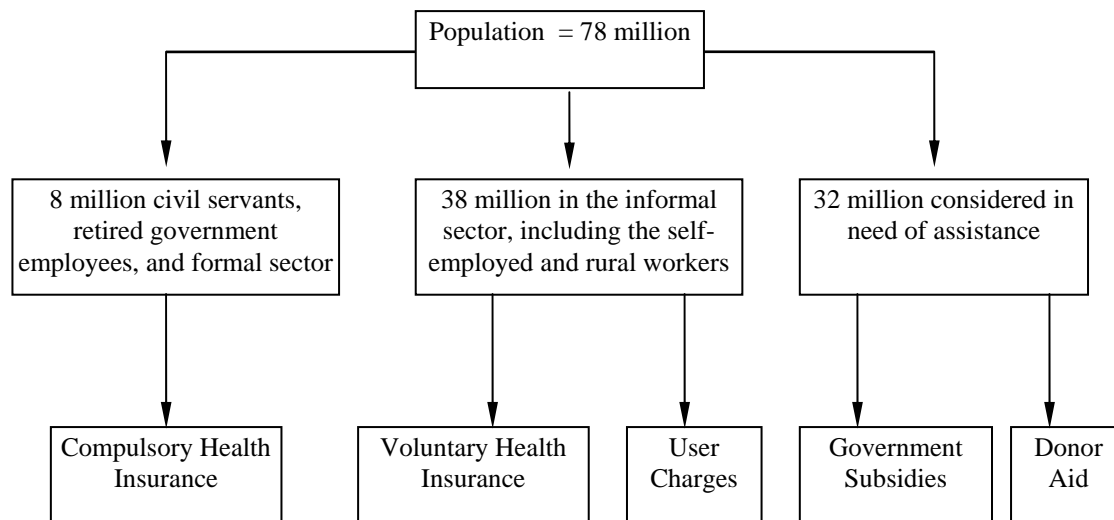 Population = 78 million
8 million civil servants,
retired government
employees, and formal sector
38 million in the informal
sector, including the self-
employed and rural workers
32 million considered in
need of assistance
Compulsory Health
Insurance
Voluntary Health
Insurance
User
Charges
Government
Subsidies
Donor
Aid